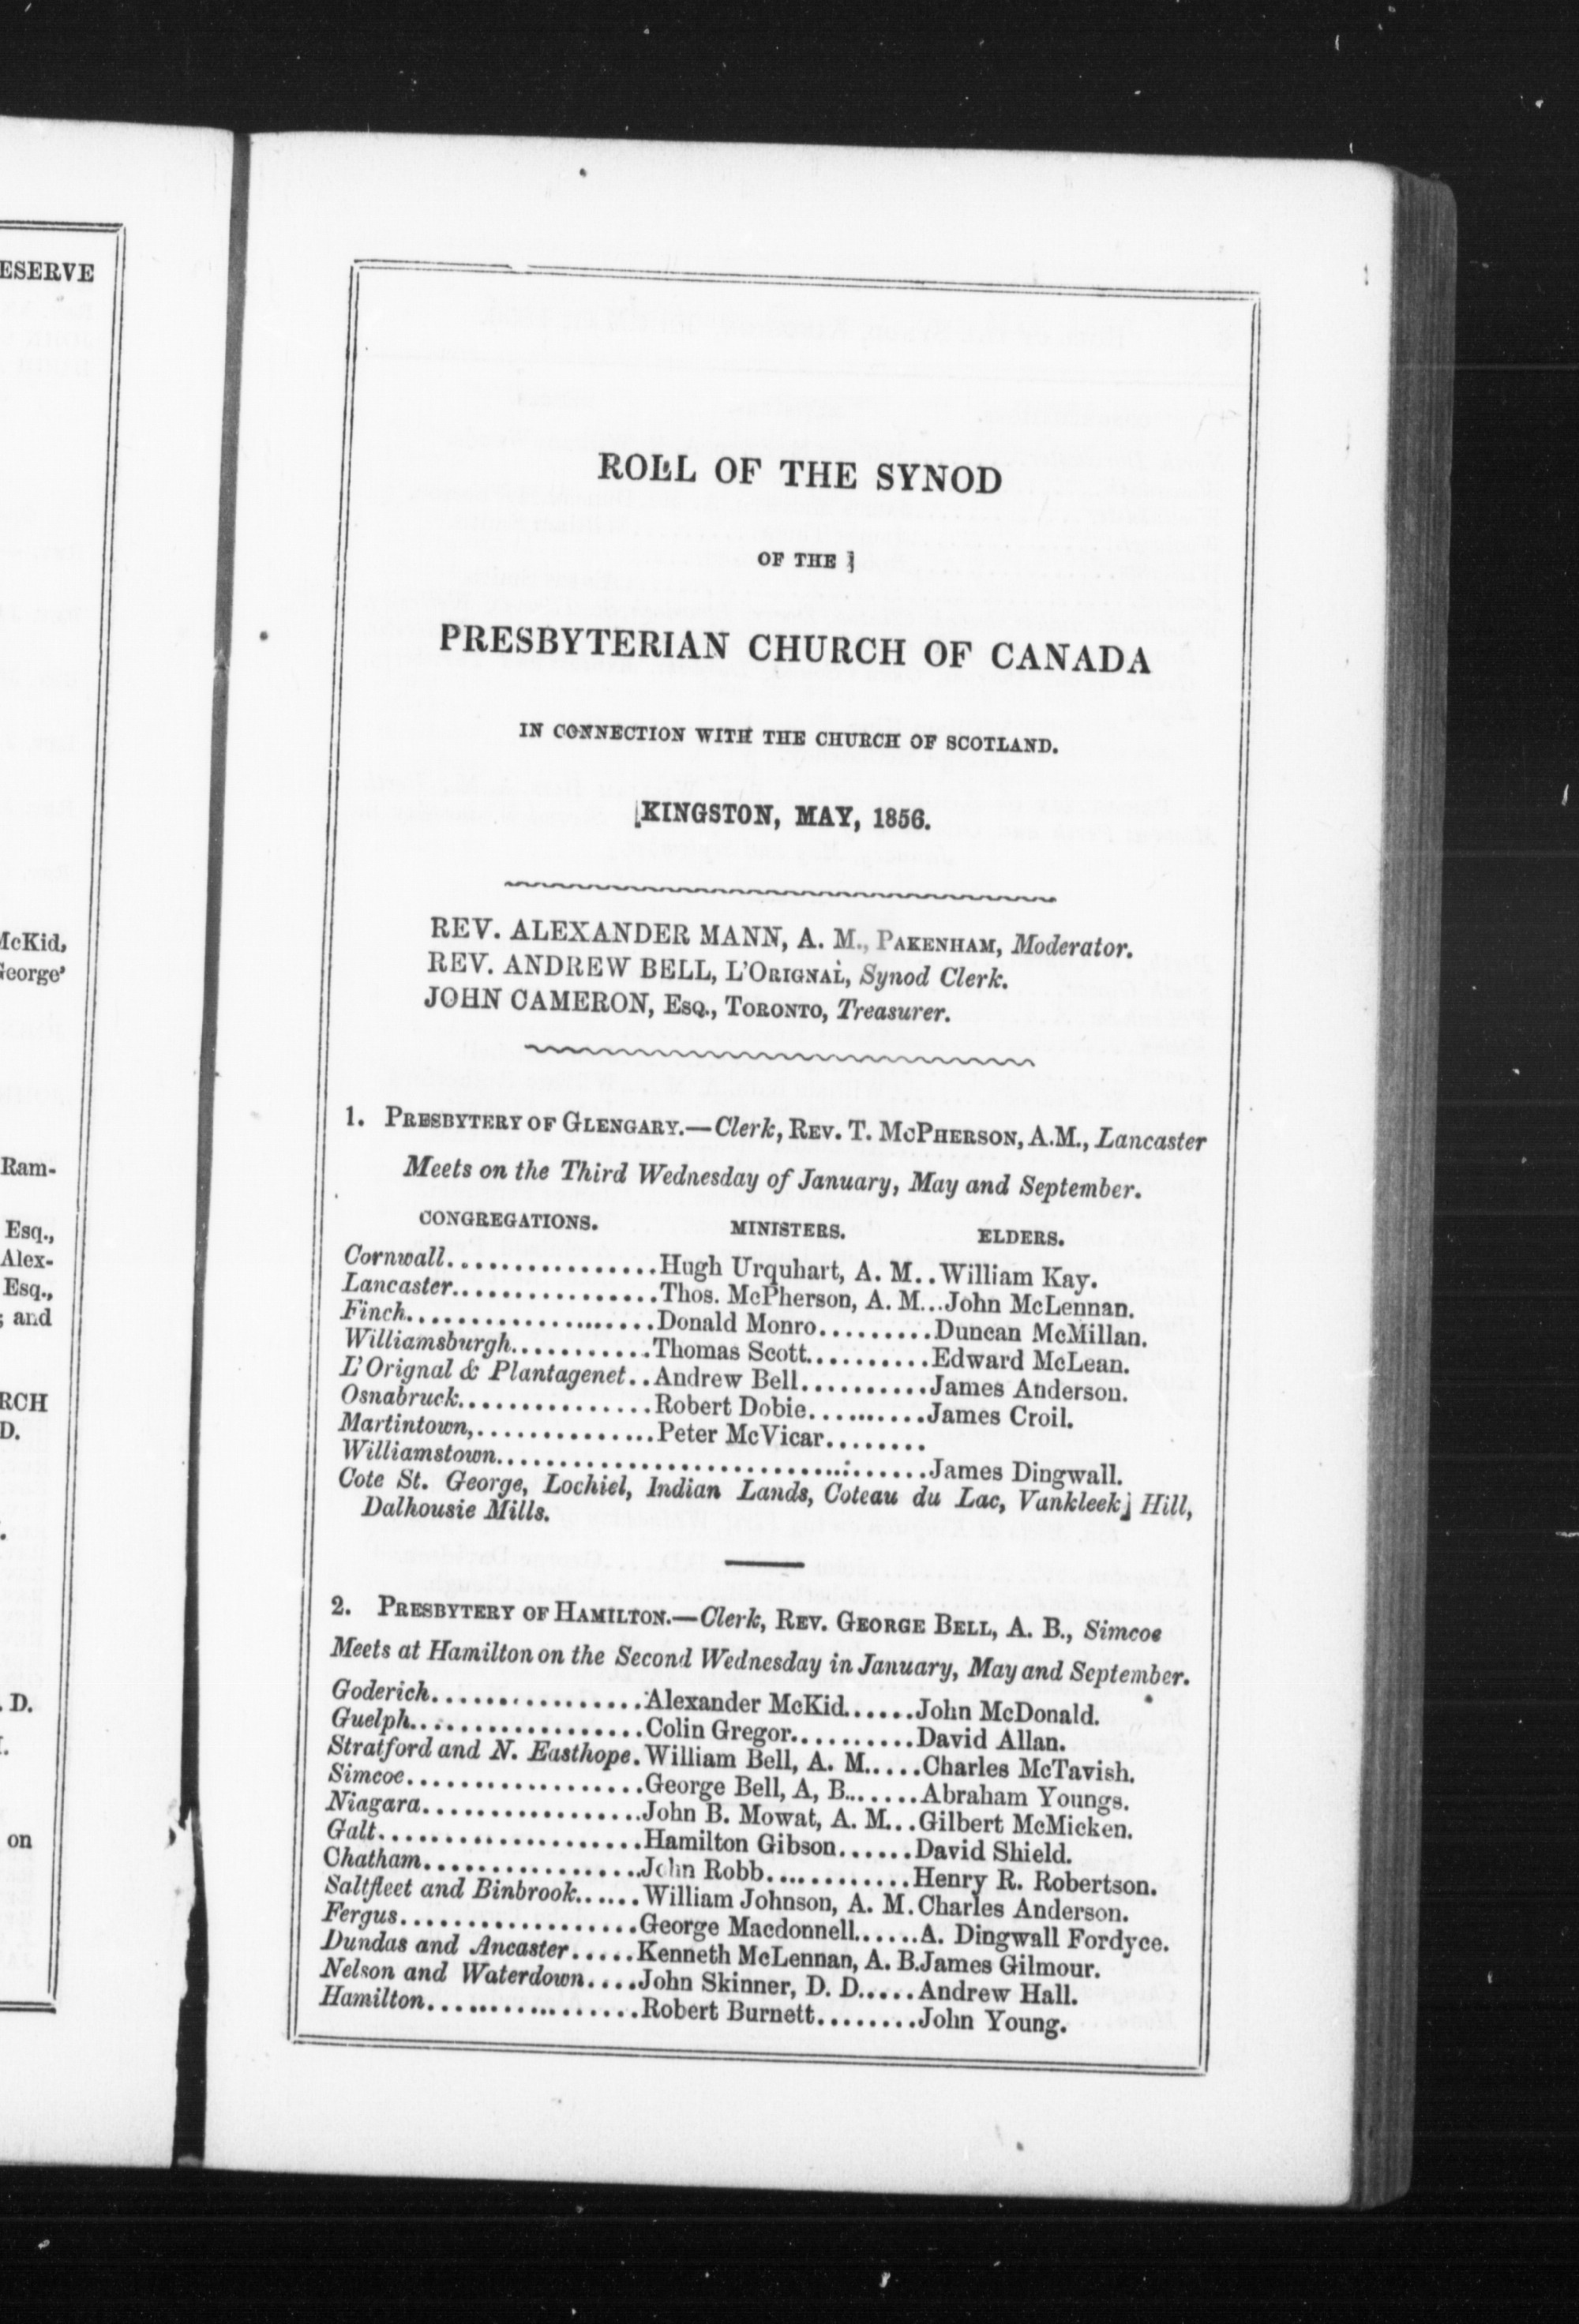 ESERVE
McKid,
George'
Ram-
Esq.,
Alex-
Esq.,
; and
RCH
D.
. D.
on
ROLL OF THE SYNOD
OF THE
PRESBYTERIAN CHURCH OF CANADA
IN CONNECTION WITH THE CHURCH OF SCOTLAND.
KINGSTON, MAY, 1856.
REV. ALEXANDER MANN, A. M., PAKENHAM, Moderator.
REV. ANDREW BELL, L'ORIGNAL, Synod Clerk.
JOHN CAMERON, ESQ., TORONTO, Treasurer.
1. PRESBYTERY OF GLENGARY.—Clerk, REV. T. MCPHERSON, A.M., Lancaster
Meets on the Third Wednesday of January, May and September.
CONGREGATIONS. MINISTERS. ELDERS.
Cornwall................Hugh Urquhart, A. M..William Kay.
Lancaster................Thos. McPherson, A. M...John McLennan.
Finch...................Donald Monro.........Duncan McMillan.
Williamsburgh...........Thomas Scott..........Edward McLean.
L'Orignal & Plantagenet..Andrew Bell..........James Anderson.
Osnabruck...............Robert Dobie..........James Croil.
Martintown,..............Peter McVicar........
Williamstown..................................James Dingwall.
Cote St. George, Lochiel, Indian Lands, Coteau du Lac, Vankleek Hill,
Dalhousie Mills.
2. PRESBYTERY OF HAMILTON.—Clerk, REV. GEORGE BELL, A. B., Simcoe
Meets at Hamilton on the Second Wednesday in January, May and September.
Goderich................Alexander McKid......John McDonald.
Guelph..................Colin Gregor..........David Allan.
Stratford and N. Easthope.William Bell, A. M.....Charles McTavish.
Simcoe..................George Bell, A, B.......Abraham Youngs.
Niagara.................John B. Mowat, A. M...Gilbert McMicken.
Galt....................Hamilton Gibson......David Shield.
Chatham.................John Robb............Henry R. Robertson.
Saltfleet and Binbrook......William Johnson, A. M.Charles Anderson.
Fergus..................George Macdonnell......A. Dingwall Fordyce.
Dundas and Ancaster.....Kenneth McLennan, A. B.James Gilmour.
Nelson and Waterdown....John Skinner, D. D.....Andrew Hall.
Hamilton................Robert Burnett........John Young.